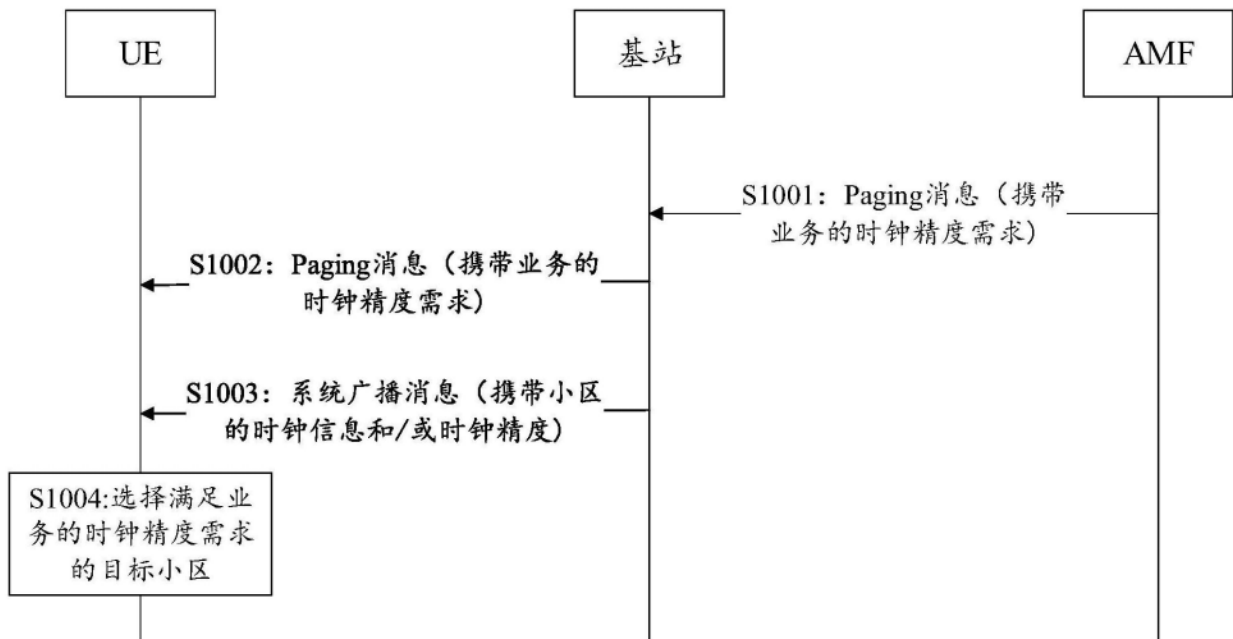 UE
基站
AMF
S1001：Paging消息（携带
业务的时钟精度需求）
S1002：Paging消息（携带业务的
时钟精度需求）
S1003：系统广播消息（携带小区
的时钟信息和/或时钟精度）
S1004:选择满足业
务的时钟精度需求
的目标小区